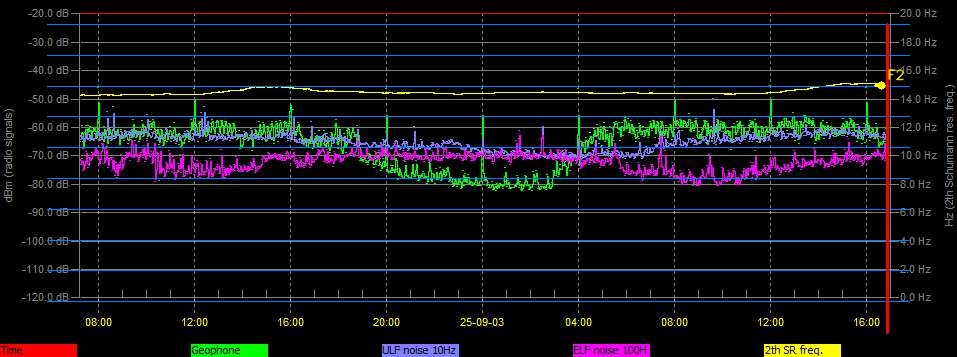 -20.0 dB 20.0 Hz
-30.0 dB 18.0 Hz
-40.0 dB 16.0 Hz
F2
-50.0 dB 14.0 Hz
-60.0 dB 12.0 Hz
-70.0 dB 10.0 Hz
-80.0 dB 8.0 Hz
-90.0 dB 6.0 Hz
-100.0 dB 4.0 Hz
-110.0 dB 2.0 Hz
-120.0 dB 0.0 Hz
dBm (radio signals)
Hz (2th Schumann res. freq.)
08:00 12:00 16:00 20:00 25-09-03 04:00 08:00 12:00 16:00
Time Geophone ULF noise 10Hz ELF noise 100H 2th SR freq.